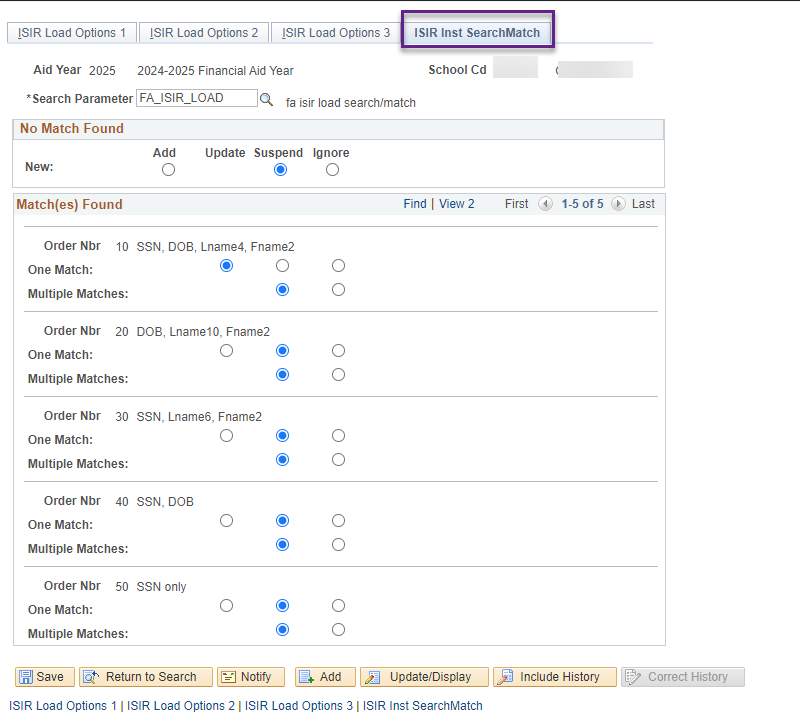 ISIR Load Options 1 ISIR Load Options 2 ISIR Load Options 3 ISIR Inst SearchMatch
Aid Year 2025 2024-2025 Financial Aid Year School Cd
*Search Parameter FA_ISIR_LOAD fa isir load search/match
No Match Found
Add Update Suspend Ignore
New:
Match(es) Found Find | View 2 First 1-5 of 5 Last
Order Nbr 10 SSN, DOB, Lname4, Fname2
One Match:
Multiple Matches:
Order Nbr 20 DOB, Lname10, Fname2
One Match:
Multiple Matches:
Order Nbr 30 SSN, Lname6, Fname2
One Match:
Multiple Matches:
Order Nbr 40 SSN, DOB
One Match:
Multiple Matches:
Order Nbr 50 SSN only
One Match:
Multiple Matches:
Save Return to Search Notify Add Update/Display Include History Correct History
ISIR Load Options 1 | ISIR Load Options 2 | ISIR Load Options 3 | ISIR Inst SearchMatch